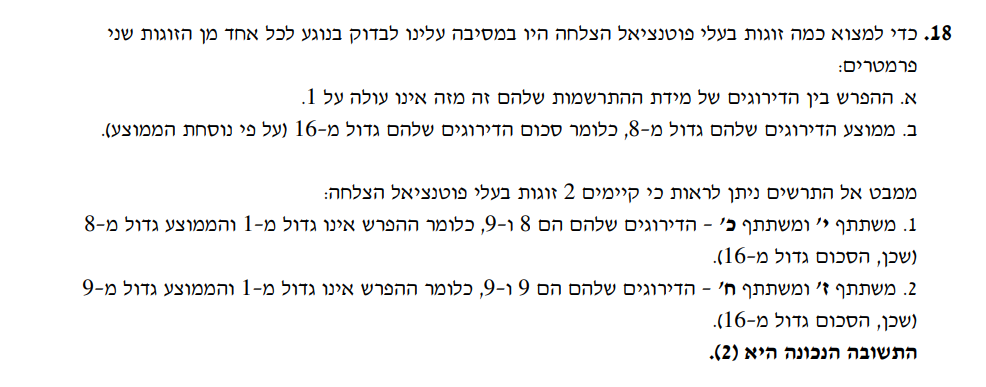 18. כדי למצוא כמה זוגות בעלי פוטנציאל הצלחה היו במסיבה עלינו לבדוק בנוגע לכל אחד מן הזוגות שני
פרמטרים:
א. ההפרש בין הדירוגים של מידת ההתרשמות שלהם זה מזה אינו עולה על 1.
ב. ממוצע הדירוגים שלהם גדול מ-8, כלומר סכום הדירוגים שלהם גדול מ-16 (על פי נוסחת הממוצע).
ממבט אל התרשים ניתן לראות כי קיימים 2 זוגות בעלי פוטנציאל הצלחה:
1. משתתף י' ומשתתף כ' - הדירוגים שלהם הם 8 ו-9, כלומר ההפרש אינו גדול מ-1 והממוצע גדול מ-8
(שכן, הסכום גדול מ-16).
2. משתתף ז' ומשתתף ח' - הדירוגים שלהם הם 9 ו-9, כלומר ההפרש אינו גדול מ-1 והממוצע גדול מ-9
(שכן, הסכום גדול מ-16).
התשובה הנכונה היא (2).